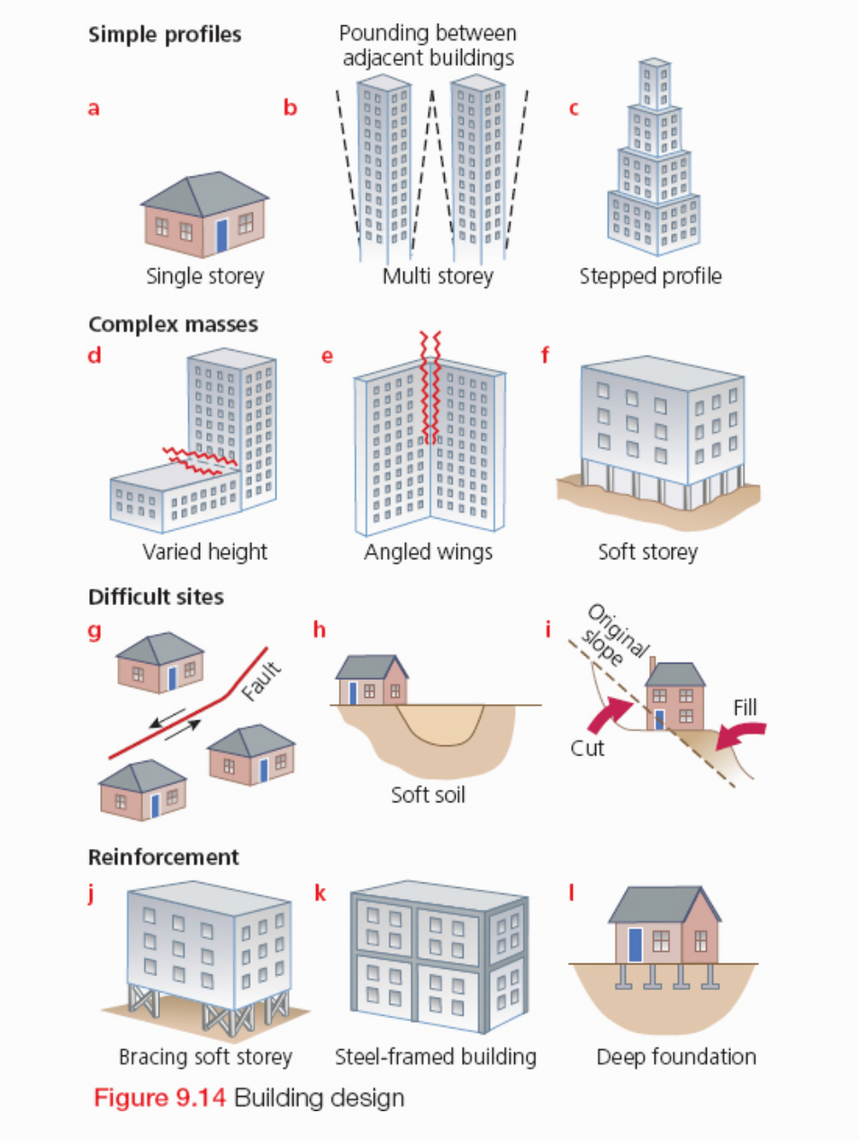 Simple profiles
Pounding between
adjacent buildings
a
b
c
Single storey
Multi storey
Stepped profile
Complex masses
d
e
f
Varied height
Angled wings
Soft storey
Difficult sites
g
h
i
Fault
Soft soil
Original
slope
Cut
Fill
Reinforcement
j
k
l
Bracing soft storey
Steel-framed building
Deep foundation
Figure 9.14 Building design